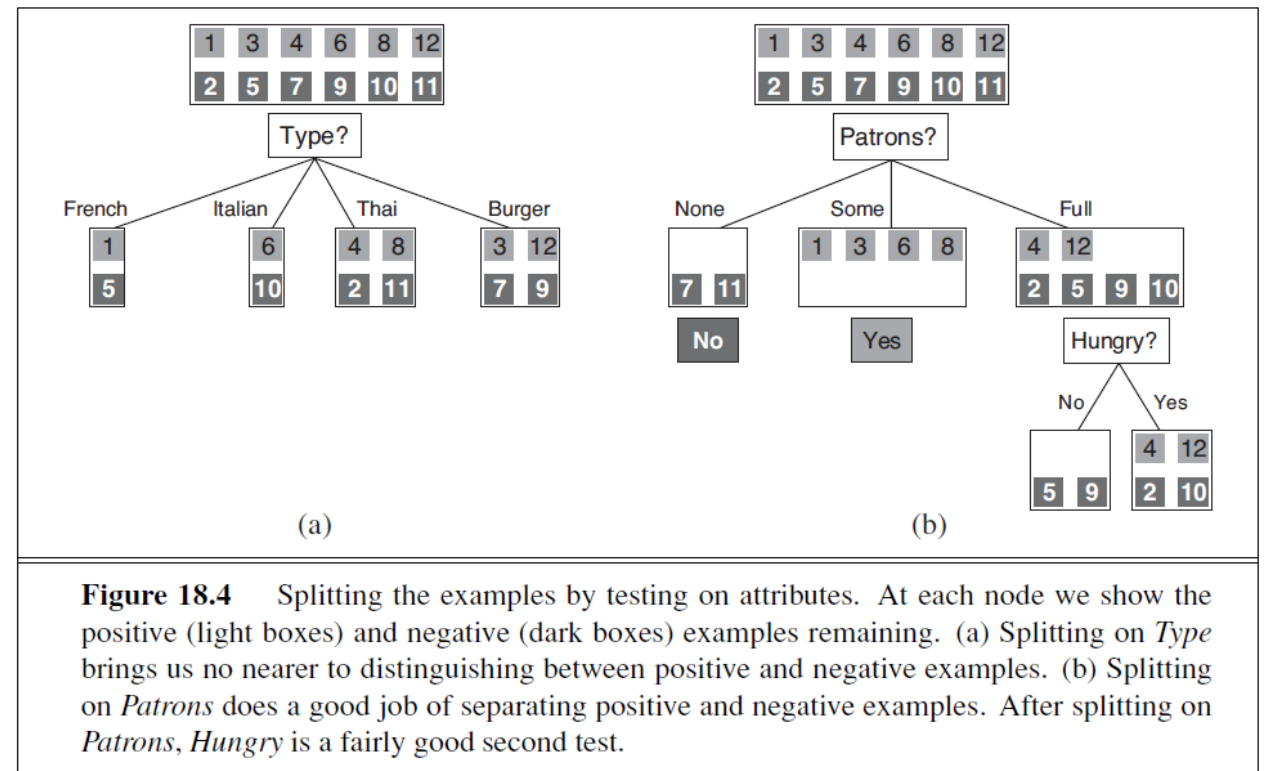 1 3 4 6 8 12
2 5 7 9 10 11
Type?
French Italian Thai Burger
1 6 4 8 3 12
5 10 2 11 7 9
(a)
1 3 4 6 8 12
2 5 7 9 10 11
Patrons?
None Some Full
1 3 6 8 4 12
7 11 2 5 9 10
No Yes Hungry?
No Yes
4 12
5 9 2 10
(b)
Figure 18.4 Splitting the examples by testing on attributes. At each node we show the
positive (light boxes) and negative (dark boxes) examples remaining. (a) Splitting on Type
brings us no nearer to distinguishing between positive and negative examples. (b) Splitting
on Patrons does a good job of separating positive and negative examples. After splitting on
Patrons, Hungry is a fairly good second test.